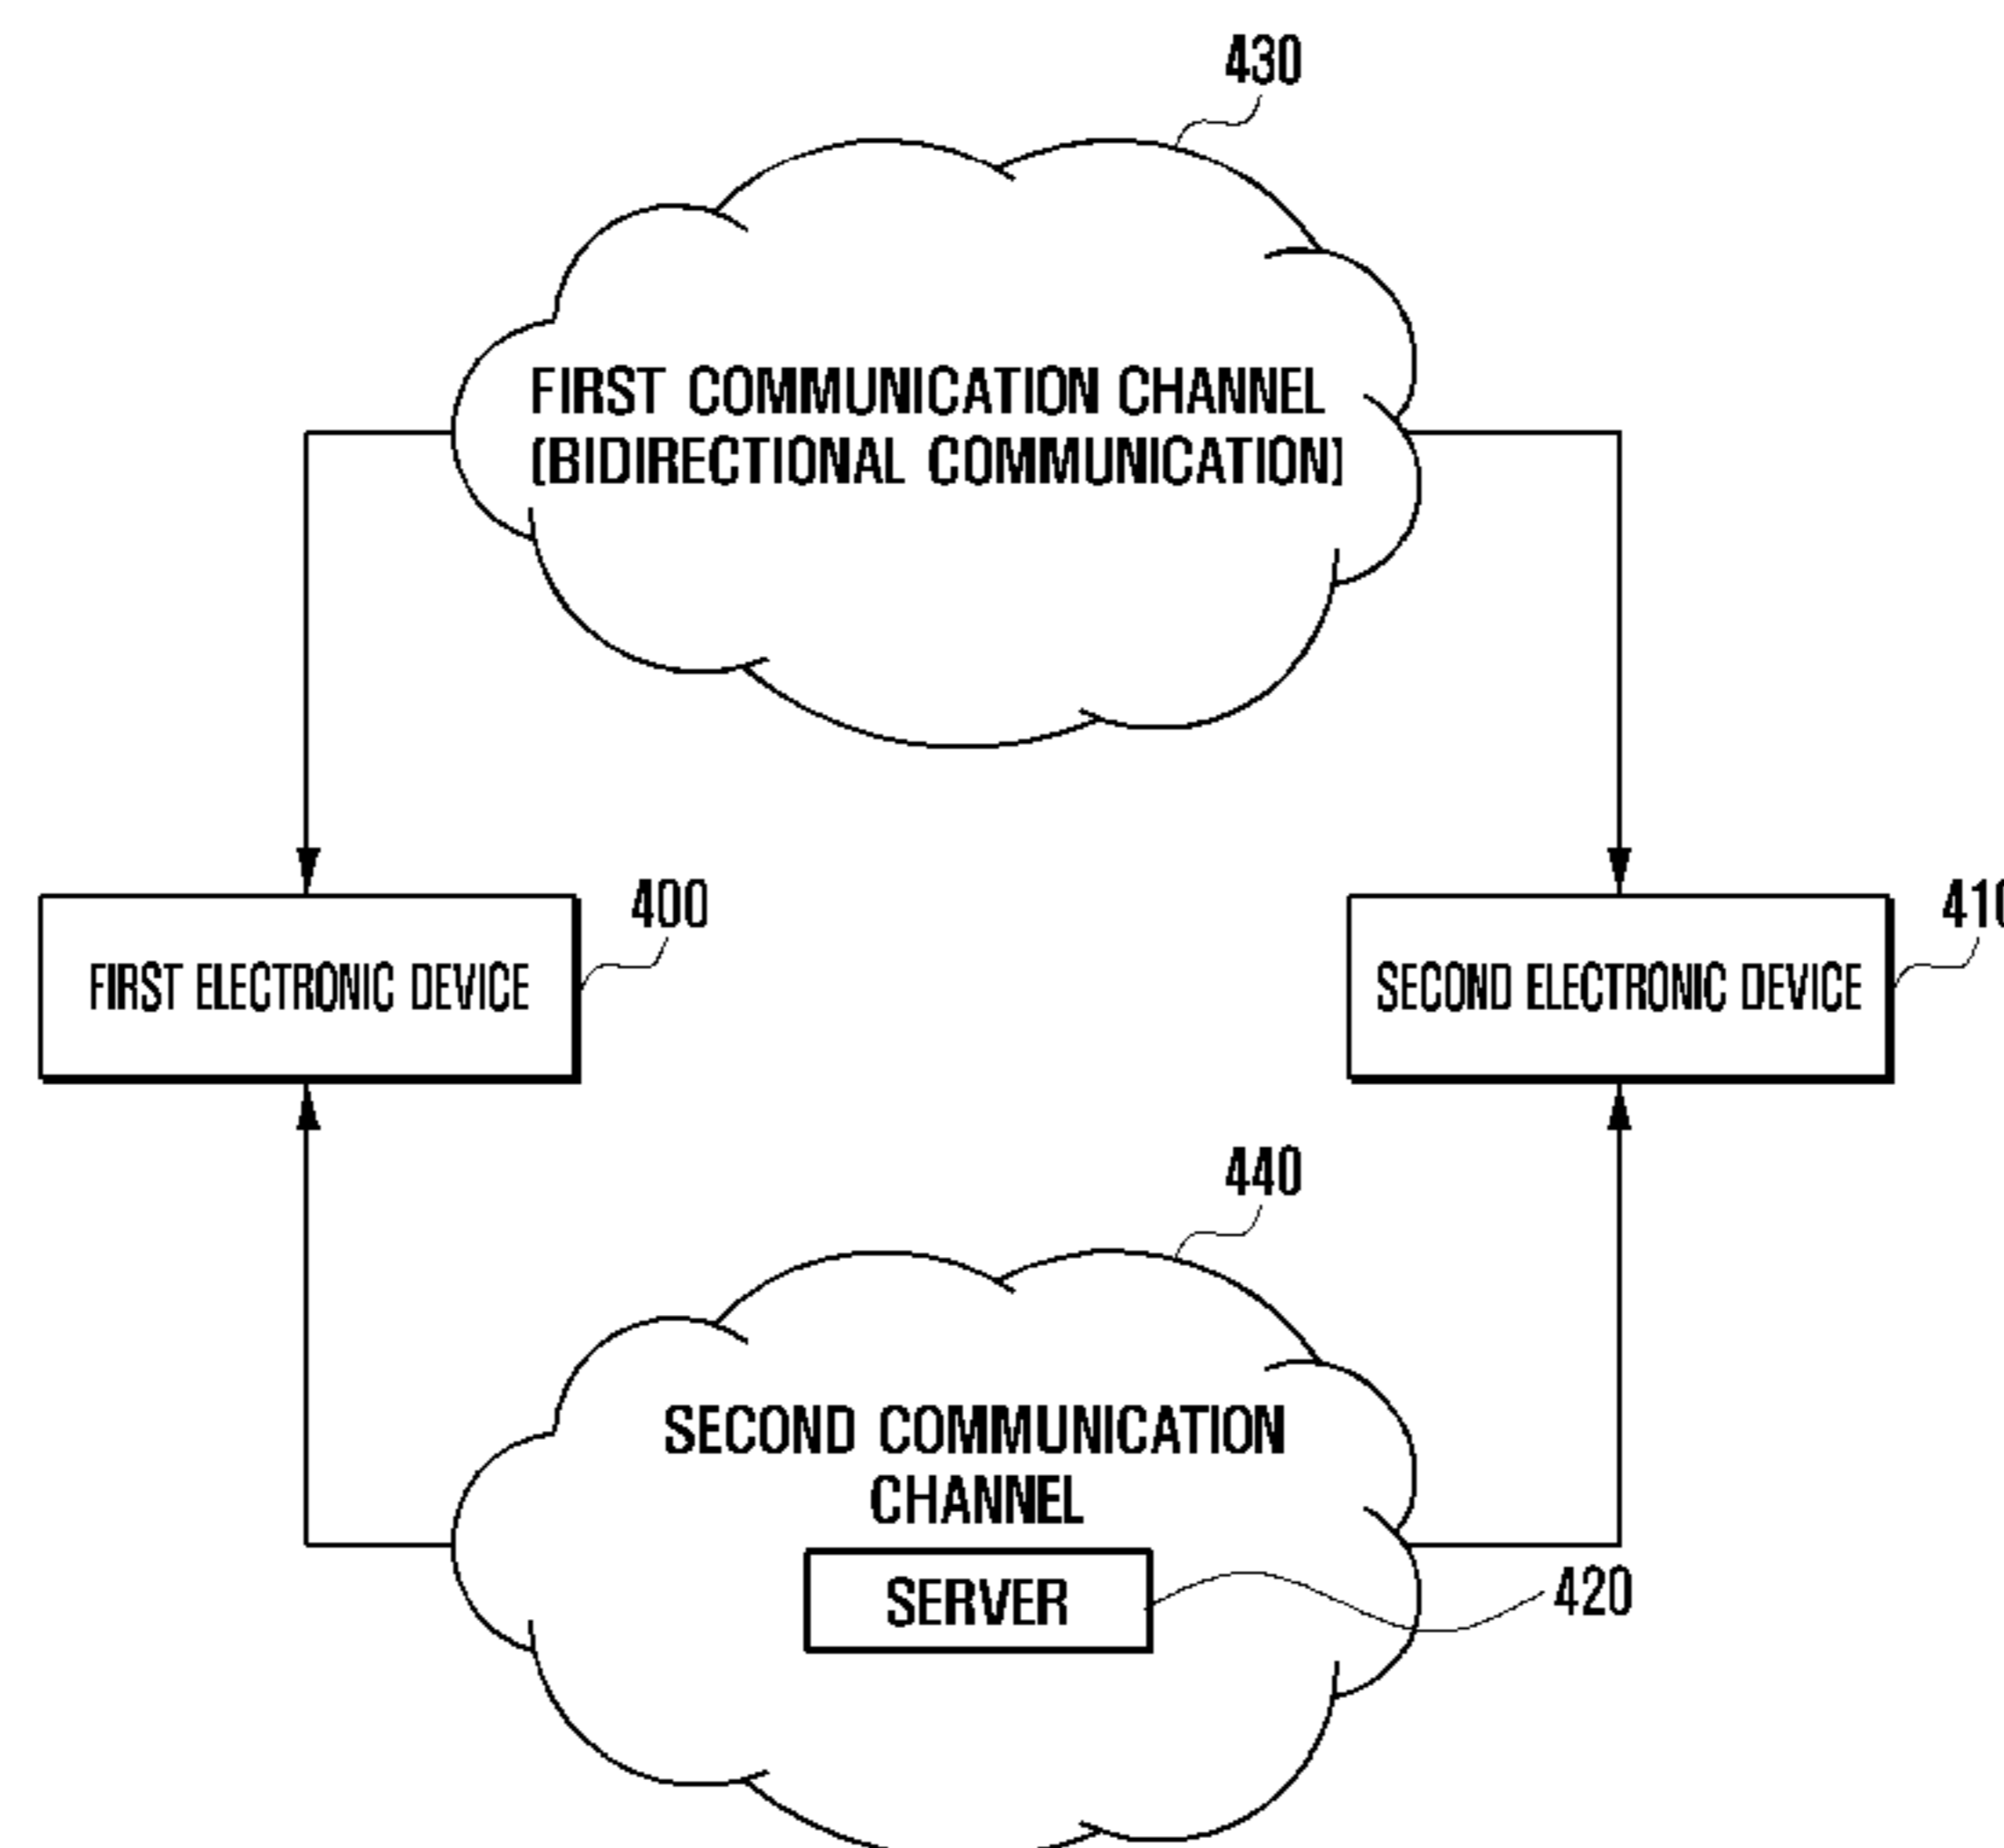 430
FIRST COMMUNICATION CHANNEL
(BIDIRECTIONAL COMMUNICATION)
400
410
FIRST ELECTRONIC DEVICE
SECOND ELECTRONIC DEVICE
440
SECOND COMMUNICATION
CHANNEL
SERVER
420